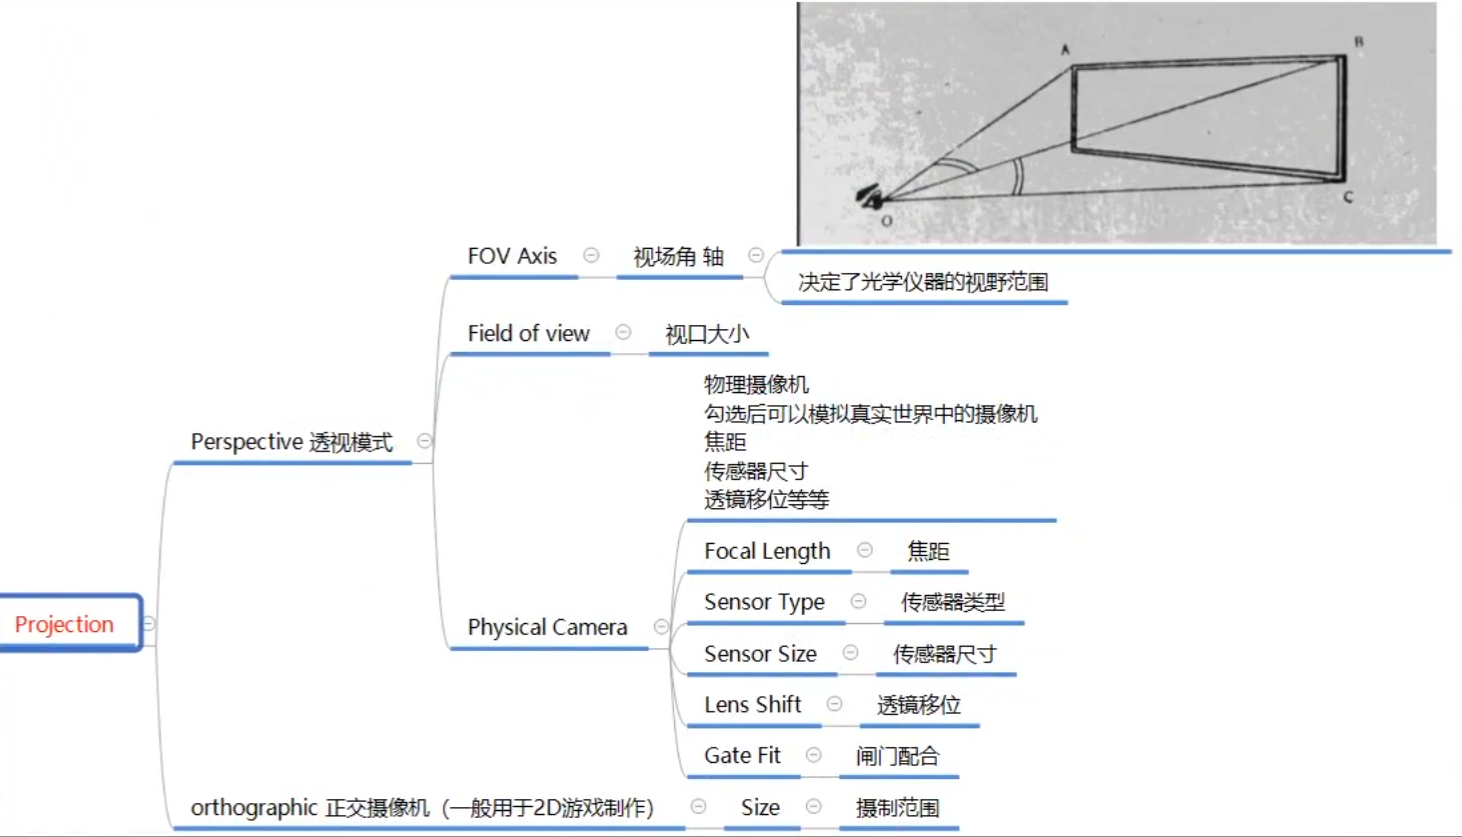 A
B
O
C
FOV Axis
视场角 轴
决定了光学仪器的视野范围
Field of view
视口大小
物理摄像机
勾选后可以模拟真实世界中的摄像机
焦距
传感器尺寸
透镜移位等等
Perspective 透视模式
Focal Length
焦距
Sensor Type
传感器类型
Projection
Physical Camera
Sensor Size
传感器尺寸
Lens Shift
透镜移位
Gate Fit
闸门配合
orthographic 正交摄像机（一般用于2D游戏制作）
Size
摄制范围